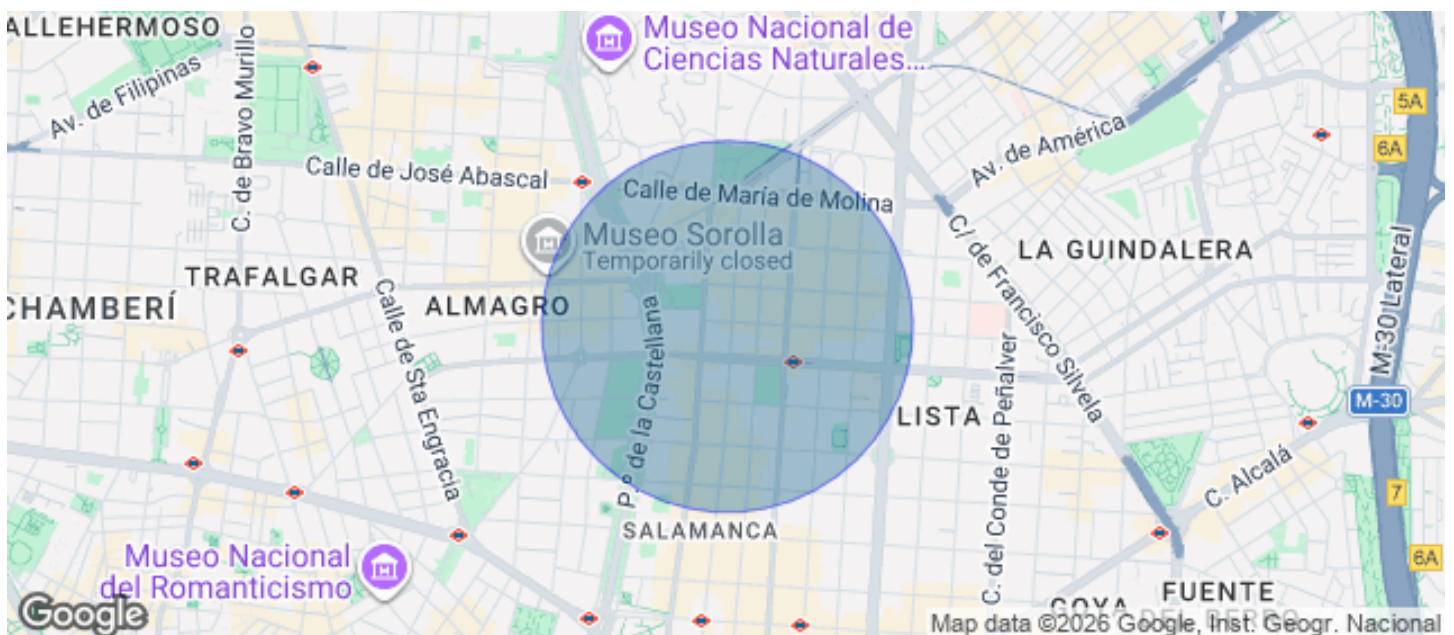 ALLEHERMOSO
Museo Nacional de
Ciencias Naturales...
Av. de Filipinas
C. de Bravo Murillo
5A
6A
Av. de América
Calle de José Abascal
Calle de María de Molina
Museo Sorolla
Temporarily closed
C/ de Francisco Silvela
LA GUINDALERA
M-30 Lateral
TRAFALGAR
CHAMBERÍ
ALMAGRO
Calle de Sta Engracia
P.º de la Castellana
C. del Conde de Peñalver
M-30
LISTA
C. Alcalá
7
SALAMANCA
Museo Nacional
del Romanticismo
6A
FUENTE
GOYA
DEL BERRO
Google
Map data ©2026 Google, Inst. Geogr. Nacional